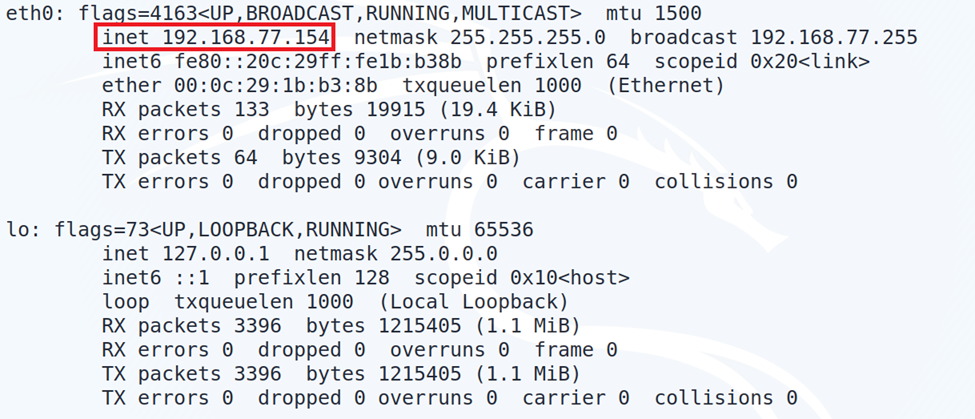 eth0: flags=4163<UP,BROADCAST,RUNNING,MULTICAST>  mtu 1500
        inet 192.168.77.154  netmask 255.255.255.0  broadcast 192.168.77.255
        inet6 fe80::20c:29ff:fe1b:b38b  prefixlen 64  scopeid 0x20<link>
        ether 00:0c:29:1b:b3:8b  txqueuelen 1000  (Ethernet)
        RX packets 133  bytes 19915 (19.4 KiB)
        RX errors 0  dropped 0  overruns 0  frame 0
        TX packets 64  bytes 9304 (9.0 KiB)
        TX errors 0  dropped 0 overruns 0  carrier 0  collisions 0

lo: flags=73<UP,LOOPBACK,RUNNING>  mtu 65536
        inet 127.0.0.1  netmask 255.0.0.0
        inet6 ::1  prefixlen 128  scopeid 0x10<host>
        loop  txqueuelen 1000  (Local Loopback)
        RX packets 3396  bytes 1215405 (1.1 MiB)
        RX errors 0  dropped 0  overruns 0  frame 0
        TX packets 3396  bytes 1215405 (1.1 MiB)
        TX errors 0  dropped 0 overruns 0  carrier 0  collisions 0